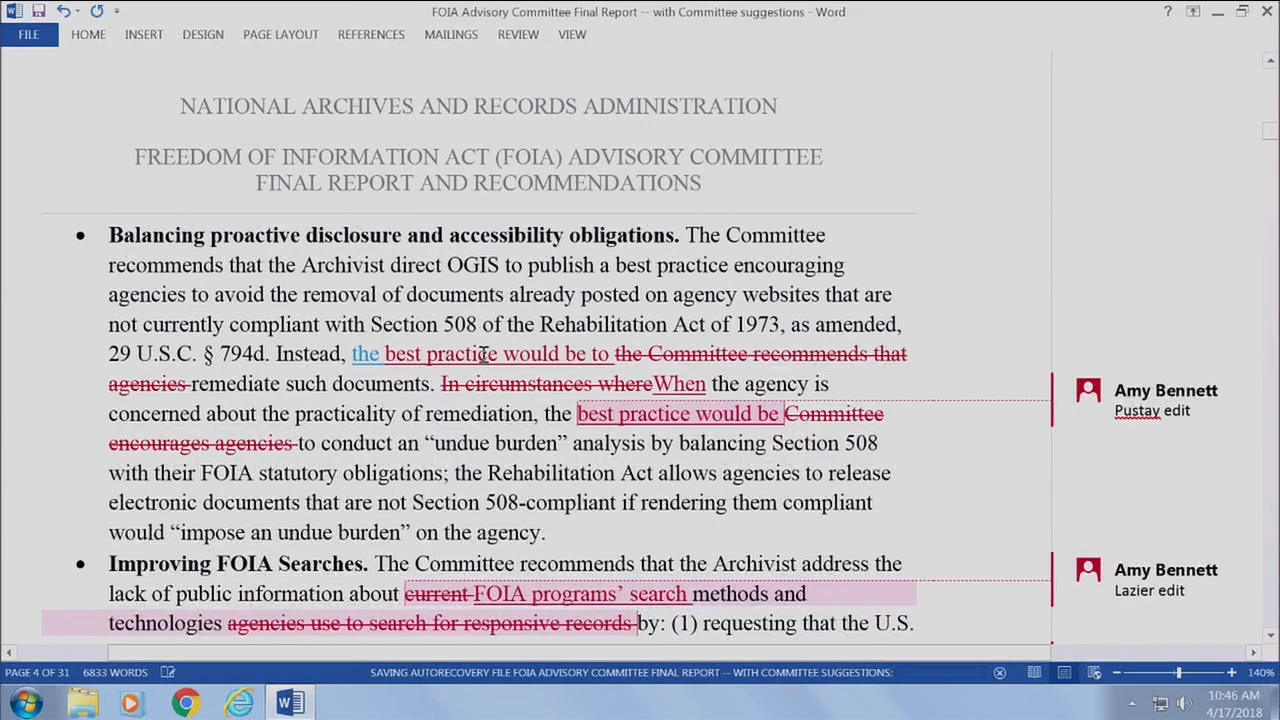 FOIA Advisory Committee Final Report -- with Committee suggestions - Word
?
FILE HOME INSERT DESIGN PAGE LAYOUT REFERENCES MAILINGS REVIEW VIEW
NATIONAL ARCHIVES AND RECORDS ADMINISTRATION
FREEDOM OF INFORMATION ACT (FOIA) ADVISORY COMMITTEE
FINAL REPORT AND RECOMMENDATIONS
• Balancing proactive disclosure and accessibility obligations. The Committee
recommends that the Archivist direct OGIS to publish a best practice encouraging
agencies to avoid the removal of documents already posted on agency websites that are
not currently compliant with Section 508 of the Rehabilitation Act of 1973, as amended,
29 U.S.C. § 794d. Instead, the best practice would be to the Committee recommends that
agencies remediate such documents. In circumstances whereWhen the agency is
concerned about the practicality of remediation, the best practice would be Committee
encourages agencies to conduct an “undue burden” analysis by balancing Section 508
with their FOIA statutory obligations; the Rehabilitation Act allows agencies to release
electronic documents that are not Section 508-compliant if rendering them compliant
would “impose an undue burden” on the agency.
• Improving FOIA Searches. The Committee recommends that the Archivist address the
lack of public information about current FOIA programs’ search methods and
technologies agencies use to search for responsive records by: (1) requesting that the U.S.
Amy Bennett
Pustay edit
Amy Bennett
Lazier edit
PAGE 4 OF 31 6833 WORDS SAVING AUTORECOVERY FILE FOIA ADVISORY COMMITTEE FINAL REPORT -- WITH COMMITTEE SUGGESTIONS: 140%
10:46 AM
4/17/2018